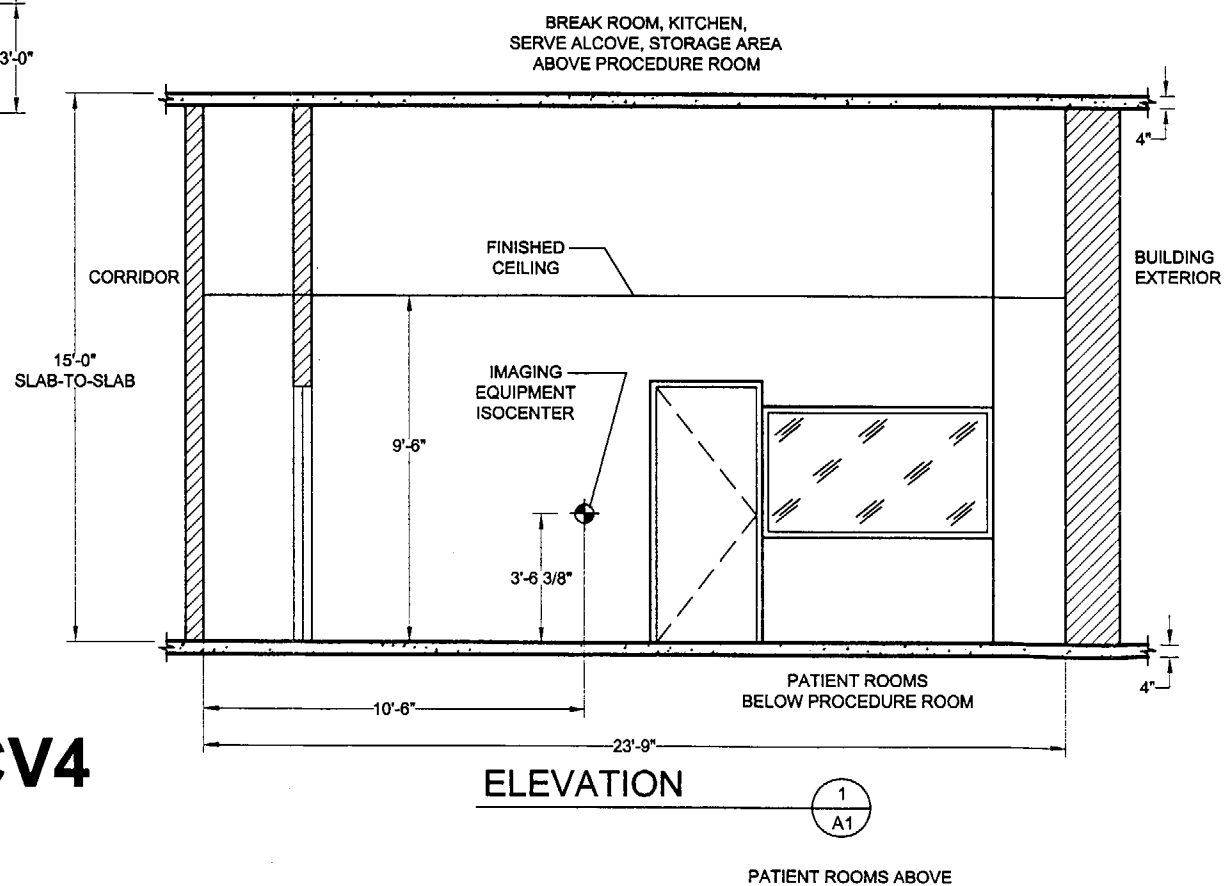 3'-0"
BREAK ROOM, KITCHEN,
SERVE ALCOVE, STORAGE AREA
ABOVE PROCEDURE ROOM
4"
CORRIDOR
FINISHED
CEILING
BUILDING
EXTERIOR
15'-0"
SLAB-TO-SLAB
IMAGING
EQUIPMENT
ISOCENTER
9'-6"
3'-6 3/8"
PATIENT ROOMS
BELOW PROCEDURE ROOM
4"
10'-6"
23'-9"
CV4
ELEVATION
1
A1
PATIENT ROOMS ABOVE